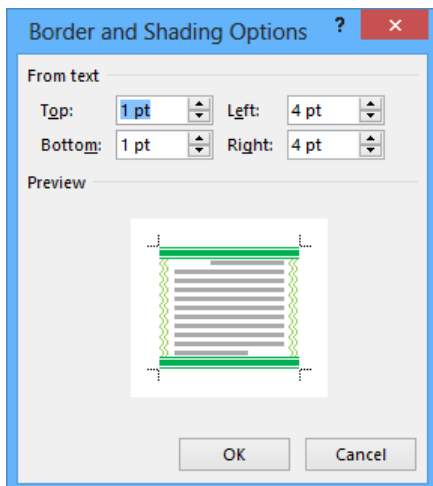 Border and Shading Options ? ×
From text
Top: 1 pt Left: 4 pt
Bottom: 1 pt Right: 4 pt
Preview
OK Cancel